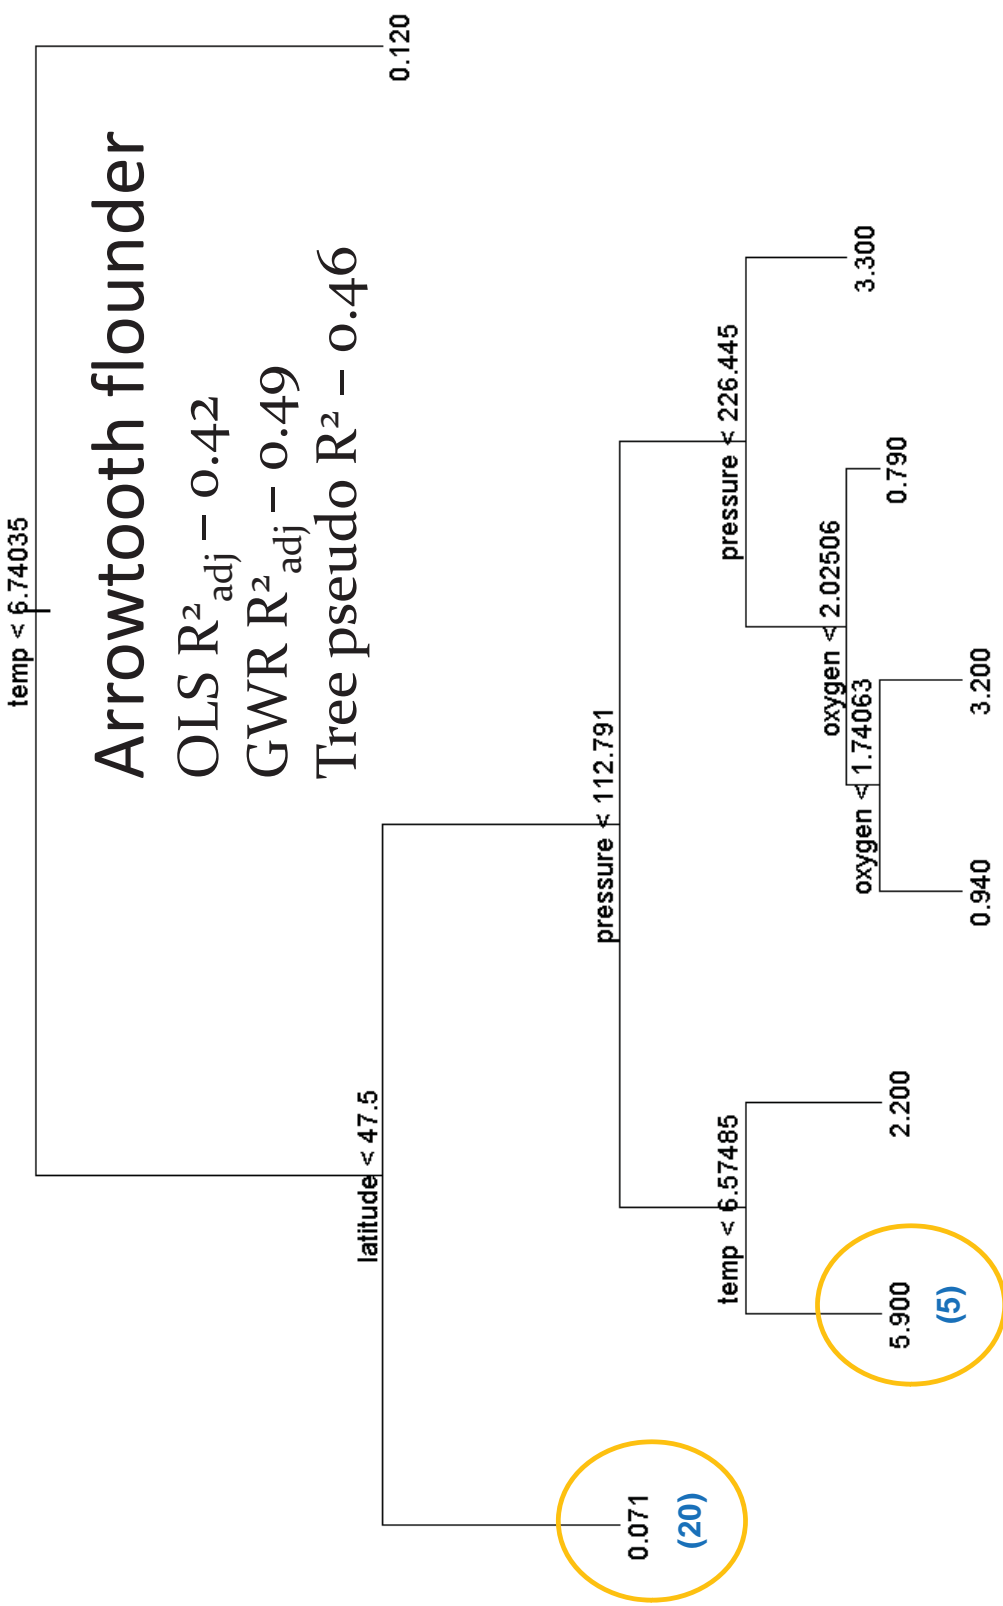 temp < 6.74035
Arrowtooth flounder
OLS R²adj – 0.42
GWR R²adj – 0.49
Tree pseudo R² – 0.46
0.120
latitude < 47.5
pressure < 112.791
0.071
(20)
temp < 6.57485
pressure < 226.445
oxygen < 2.02506
3.300
oxygen < 1.74063
5.900
(5)
2.200
0.790
0.940
3.200